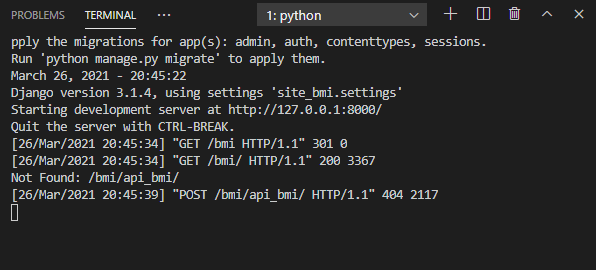 PROBLEMS TERMINAL ... 1: python
pply the migrations for app(s): admin, auth, contenttypes, sessions.
Run 'python manage.py migrate' to apply them.
March 26, 2021 - 20:45:22
Django version 3.1.4, using settings 'site_bmi.settings'
Starting development server at http://127.0.0.1:8000/
Quit the server with CTRL-BREAK.
[26/Mar/2021 20:45:34] "GET /bmi HTTP/1.1" 301 0
[26/Mar/2021 20:45:34] "GET /bmi/ HTTP/1.1" 200 3367
Not Found: /bmi/api_bmi/
[26/Mar/2021 20:45:39] "POST /bmi/api_bmi/ HTTP/1.1" 404 2117